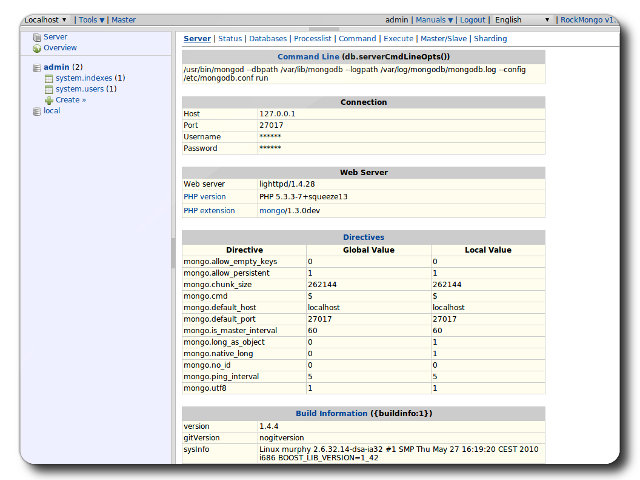 Localhost ▼ | Tools ▼ | Master admin | Manuals ▼ | Logout | English ▼ | RockMongo v1.
Server
Overview
admin (2)
system.indexes (1)
system.users (1)
Create »
local
Server | Status | Databases | Processlist | Command | Execute | Master/Slave | Sharding
Command Line (db.serverCmdLineOpts())
/usr/bin/mongod --dbpath /var/lib/mongodb --logpath /var/log/mongodb/mongodb.log --config
/etc/mongodb.conf run
Connection
Host 127.0.0.1
Port 27017
Username ******
Password ******
Web Server
Web server lighttpd/1.4.28
PHP version PHP 5.3.3-7+squeeze13
PHP extension mongo/1.3.0dev
Directives
Directive Global Value Local Value
mongo.allow_empty_keys 0 0
mongo.allow_persistent 1 1
mongo.chunk_size 262144 262144
mongo.cmd $ $
mongo.default_host localhost localhost
mongo.default_port 27017 27017
mongo.is_master_interval 60 60
mongo.long_as_object 0 1
mongo.native_long 0 1
mongo.no_id 0 0
mongo.ping_interval 5 5
mongo.utf8 1 1
Build Information ({buildinfo:1})
version 1.4.4
gitVersion nogitversion
sysInfo Linux murphy 2.6.32.14-dsa-ia32 #1 SMP Thu May 27 16:19:20 CEST 2010
i686 BOOST_LIB_VERSION=1_42